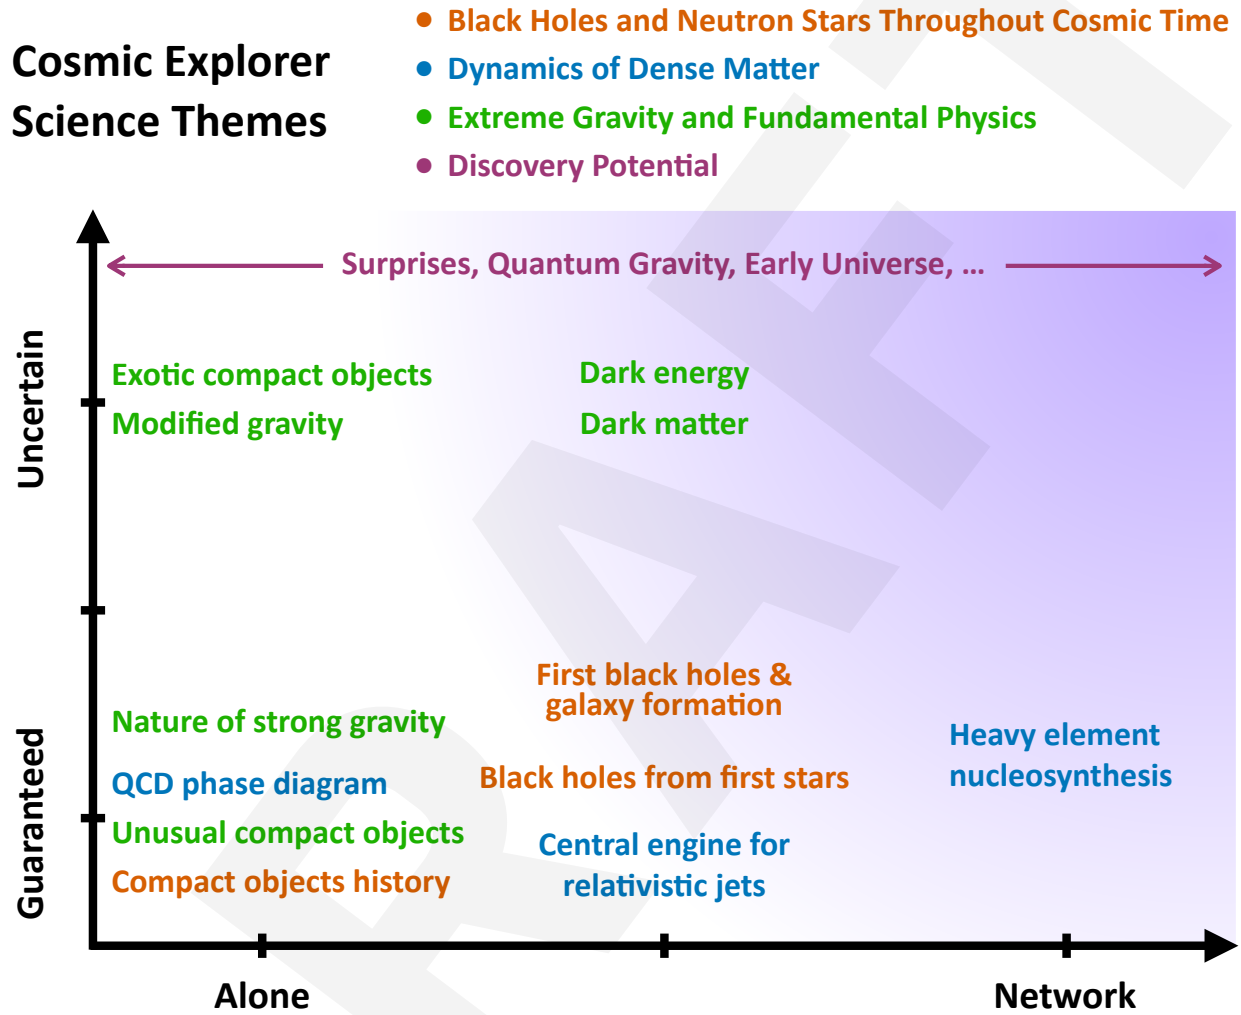 Cosmic Explorer
Science Themes
• Black Holes and Neutron Stars Throughout Cosmic Time
• Dynamics of Dense Matter
• Extreme Gravity and Fundamental Physics
• Discovery Potential
Surprises, Quantum Gravity, Early Universe, ...
Uncertain
Exotic compact objects
Modified gravity
Dark energy
Dark matter
Guaranteed
Nature of strong gravity
QCD phase diagram
Unusual compact objects
Compact objects history
First black holes &
galaxy formation
Black holes from first stars
Central engine for
relativistic jets
Heavy element
nucleosynthesis
Alone
Network
DRAFT